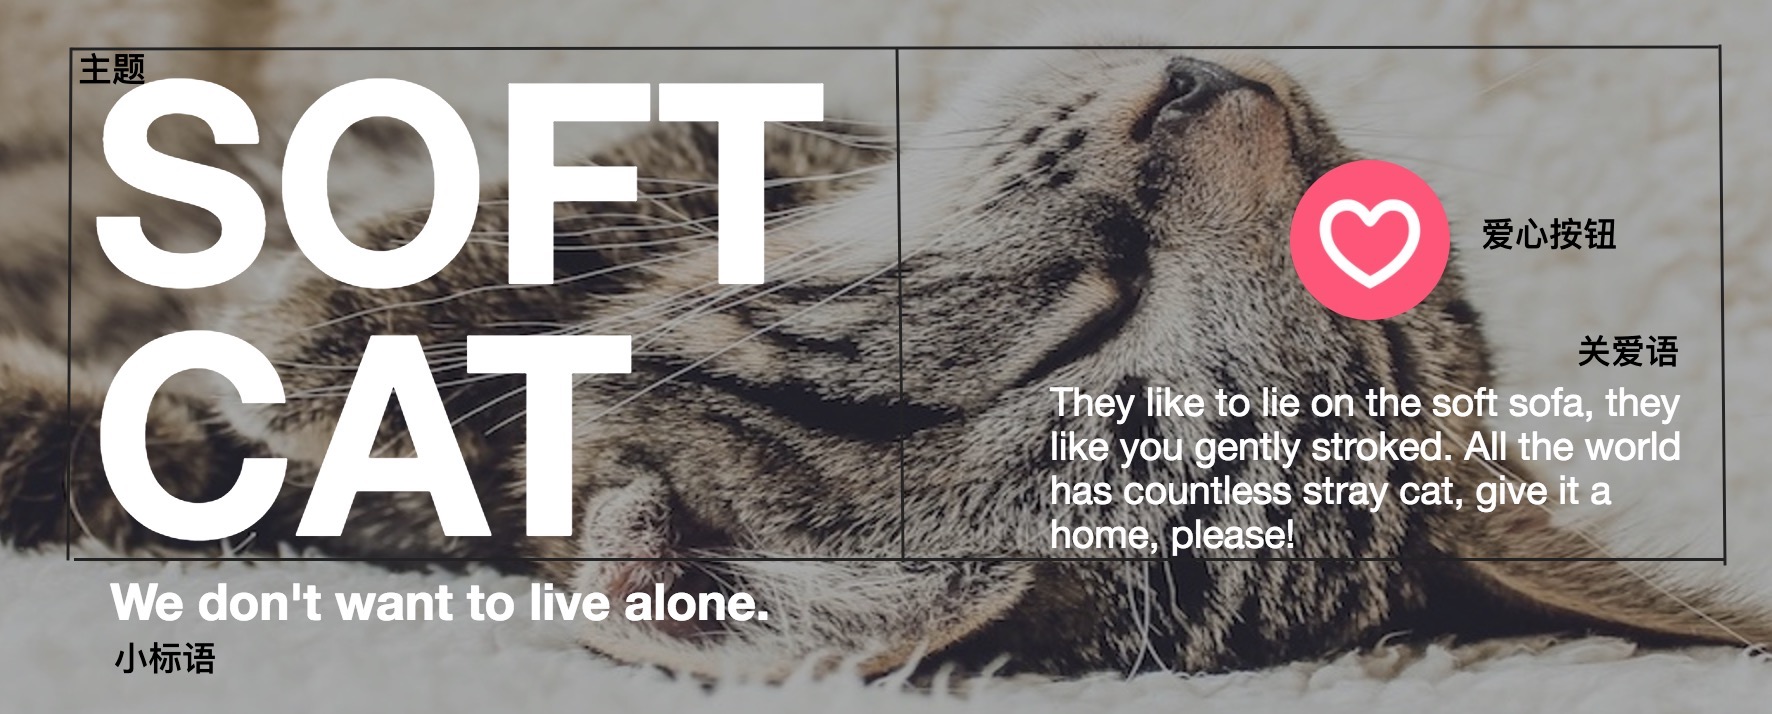 主题
SOFT
CAT
We don't want to live alone.
小标语
爱心按钮
关爱语
They like to lie on the soft sofa, they
like you gently stroked. All the world
has countless stray cat, give it a
home, please!